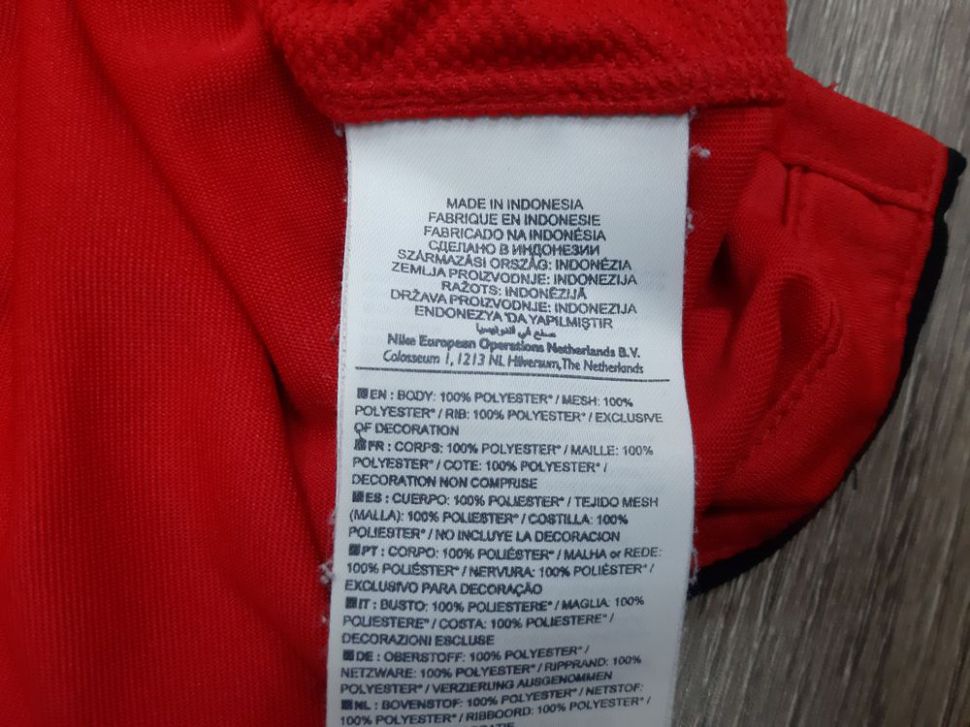 MADE IN INDONESIA
FABRIQUE EN INDONESIE
FABRICADO NA INDONÉSIA
СДЕЛАНО В ИНДОНЕЗИИ
SZÁRMAZÁSI ORSZÁG: INDONÉZIA
ZEMLJA PROIZVODNJE: INDONEZIJA
RAŽOTS: INDONĒZIJĀ
DRŽAVA PROIZVODNJE: INDONEZIJA
ENDONEZYA 'DA YAPILMIŞTIR
صنع في اندونيسيا
Nike European Operations Netherlands B.V.
Colosseum 1, 1213 NL Hilversum, The Netherlands
EN : BODY: 100% POLYESTER* / MESH: 100%
POLYESTER* / RIB: 100% POLYESTER* / EXCLUSIVE
OF DECORATION
FR : CORPS: 100% POLYESTER* / MAILLE: 100%
POLYESTER* / COTE: 100% POLYESTER* /
DECORATION NON COMPRISE
ES : CUERPO: 100% POLIESTER* / TEJIDO MESH
(MALLA): 100% POLIESTER* / COSTILLA: 100%
POLIESTER* / NO INCLUYE LA DECORACION
PT : CORPO: 100% POLIÉSTER* / MALHA or REDE:
100% POLIÉSTER* / NERVURA: 100% POLIÉSTER* /
EXCLUSIVO PARA DECORAÇÃO
IT : BUSTO: 100% POLIESTERE* / MAGLIA: 100%
POLIESTERE* / COSTA: 100% POLIESTERE* /
DECORAZIONI ESCLUSE
DE : OBERSTOFF: 100% POLYESTER* /
NETZWARE: 100% POLYESTER* / RIPPRAND: 100%
POLYESTER* / VERZIERUNG AUSGENOMMEN
NL : BOVENSTOF: 100% POLYESTER* / NETSTOF:
100% POLYESTER* / RIBBOORD: 100% POLYESTER* /